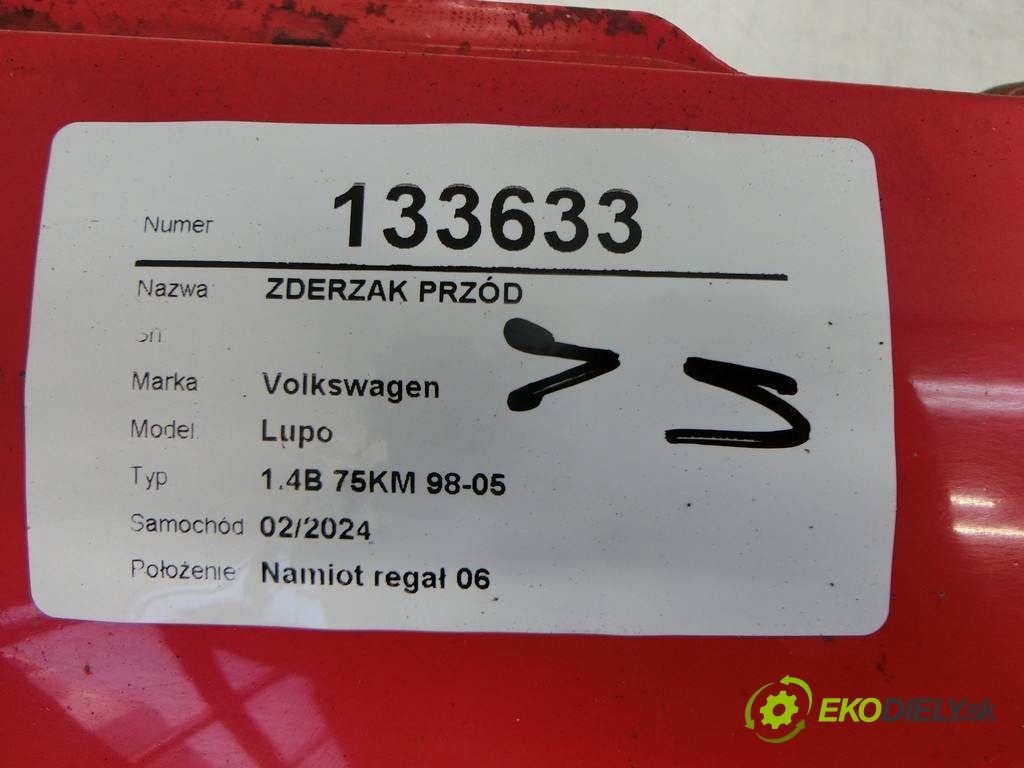 Numer 133633
Nazwa ZDERZAK PRZÓD
Marka Volkswagen
Model Lupo
Typ 1.4B 75KM 98-05
Samochód 02/2024
Położenie Namiot regał 06
EKODIELY.sk